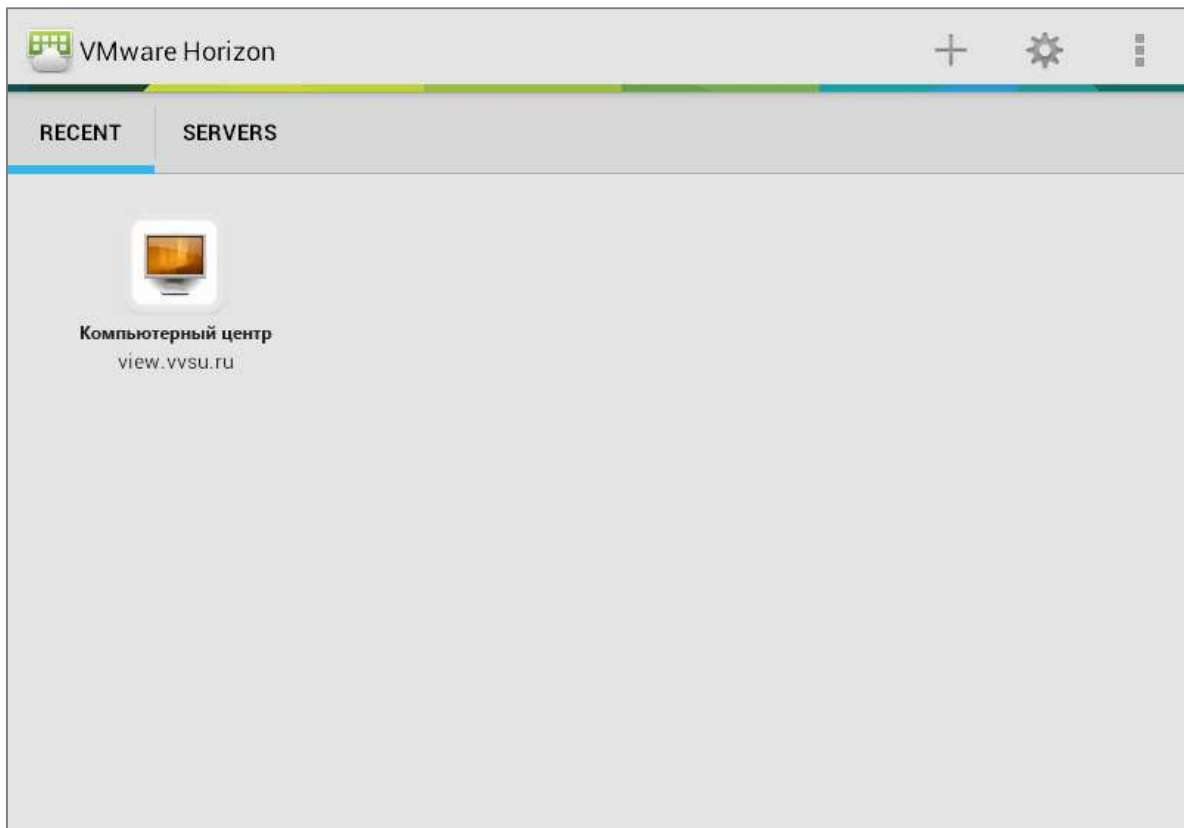 VMware Horizon
RECENT
SERVERS
Компьютерный центр
view.vvsu.ru